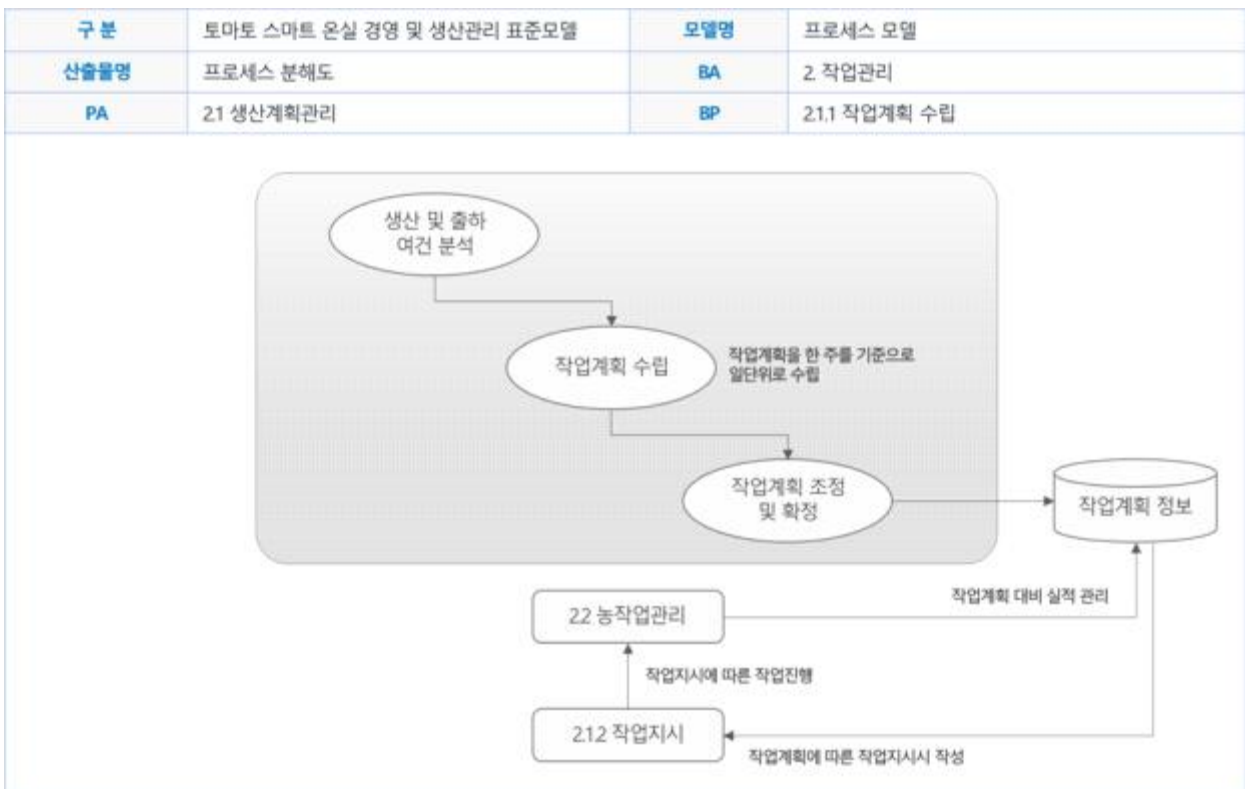 구 분 토마토 스마트 온실 경영 및 생산관리 표준모델 모델명 프로세스 모델
산출물명 프로세스 분해도 BA 2. 작업관리
PA 2.1 생산계획관리 BP 2.1.1 작업계획 수립
생산 및 출하
여건 분석
작업계획 수립
작업계획을 한 주를 기준으로
일단위로 수립
작업계획 조정
및 확정
작업계획 정보
작업계획 대비 실적 관리
2.2 농작업관리
작업지시에 따른 작업진행
2.1.2 작업지시
작업계획에 따른 작업지시시 작성